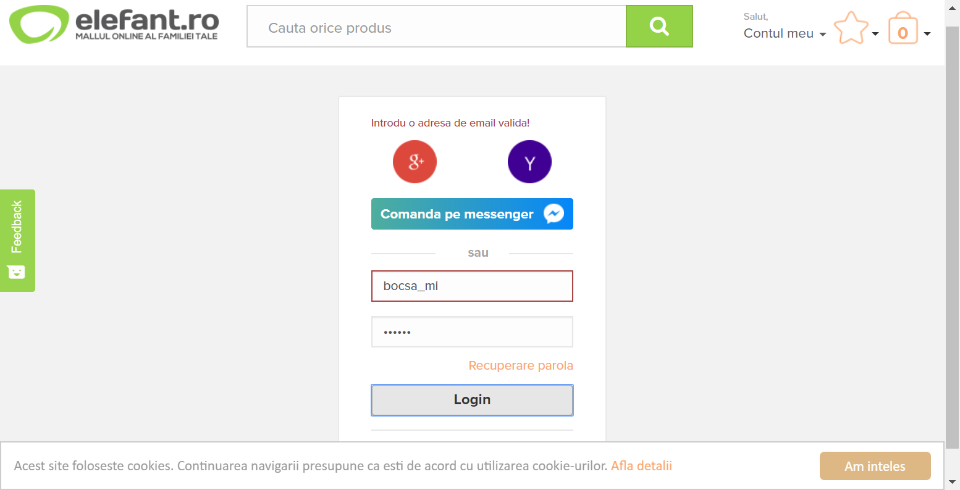 elefant.ro
MALLUL ONLINE AL FAMILIEI TALE
Cauta orice produs
Salut,
Contul meu
0
Introdu o adresa de email valida!
g+ Y
Comanda pe messenger
sau
bocsa_mi
••••••
Recuperare parola
Login
Feedback
Acest site foloseste cookies. Continuarea navigarii presupune ca esti de acord cu utilizarea cookie-urilor. Afla detalii
Am inteles